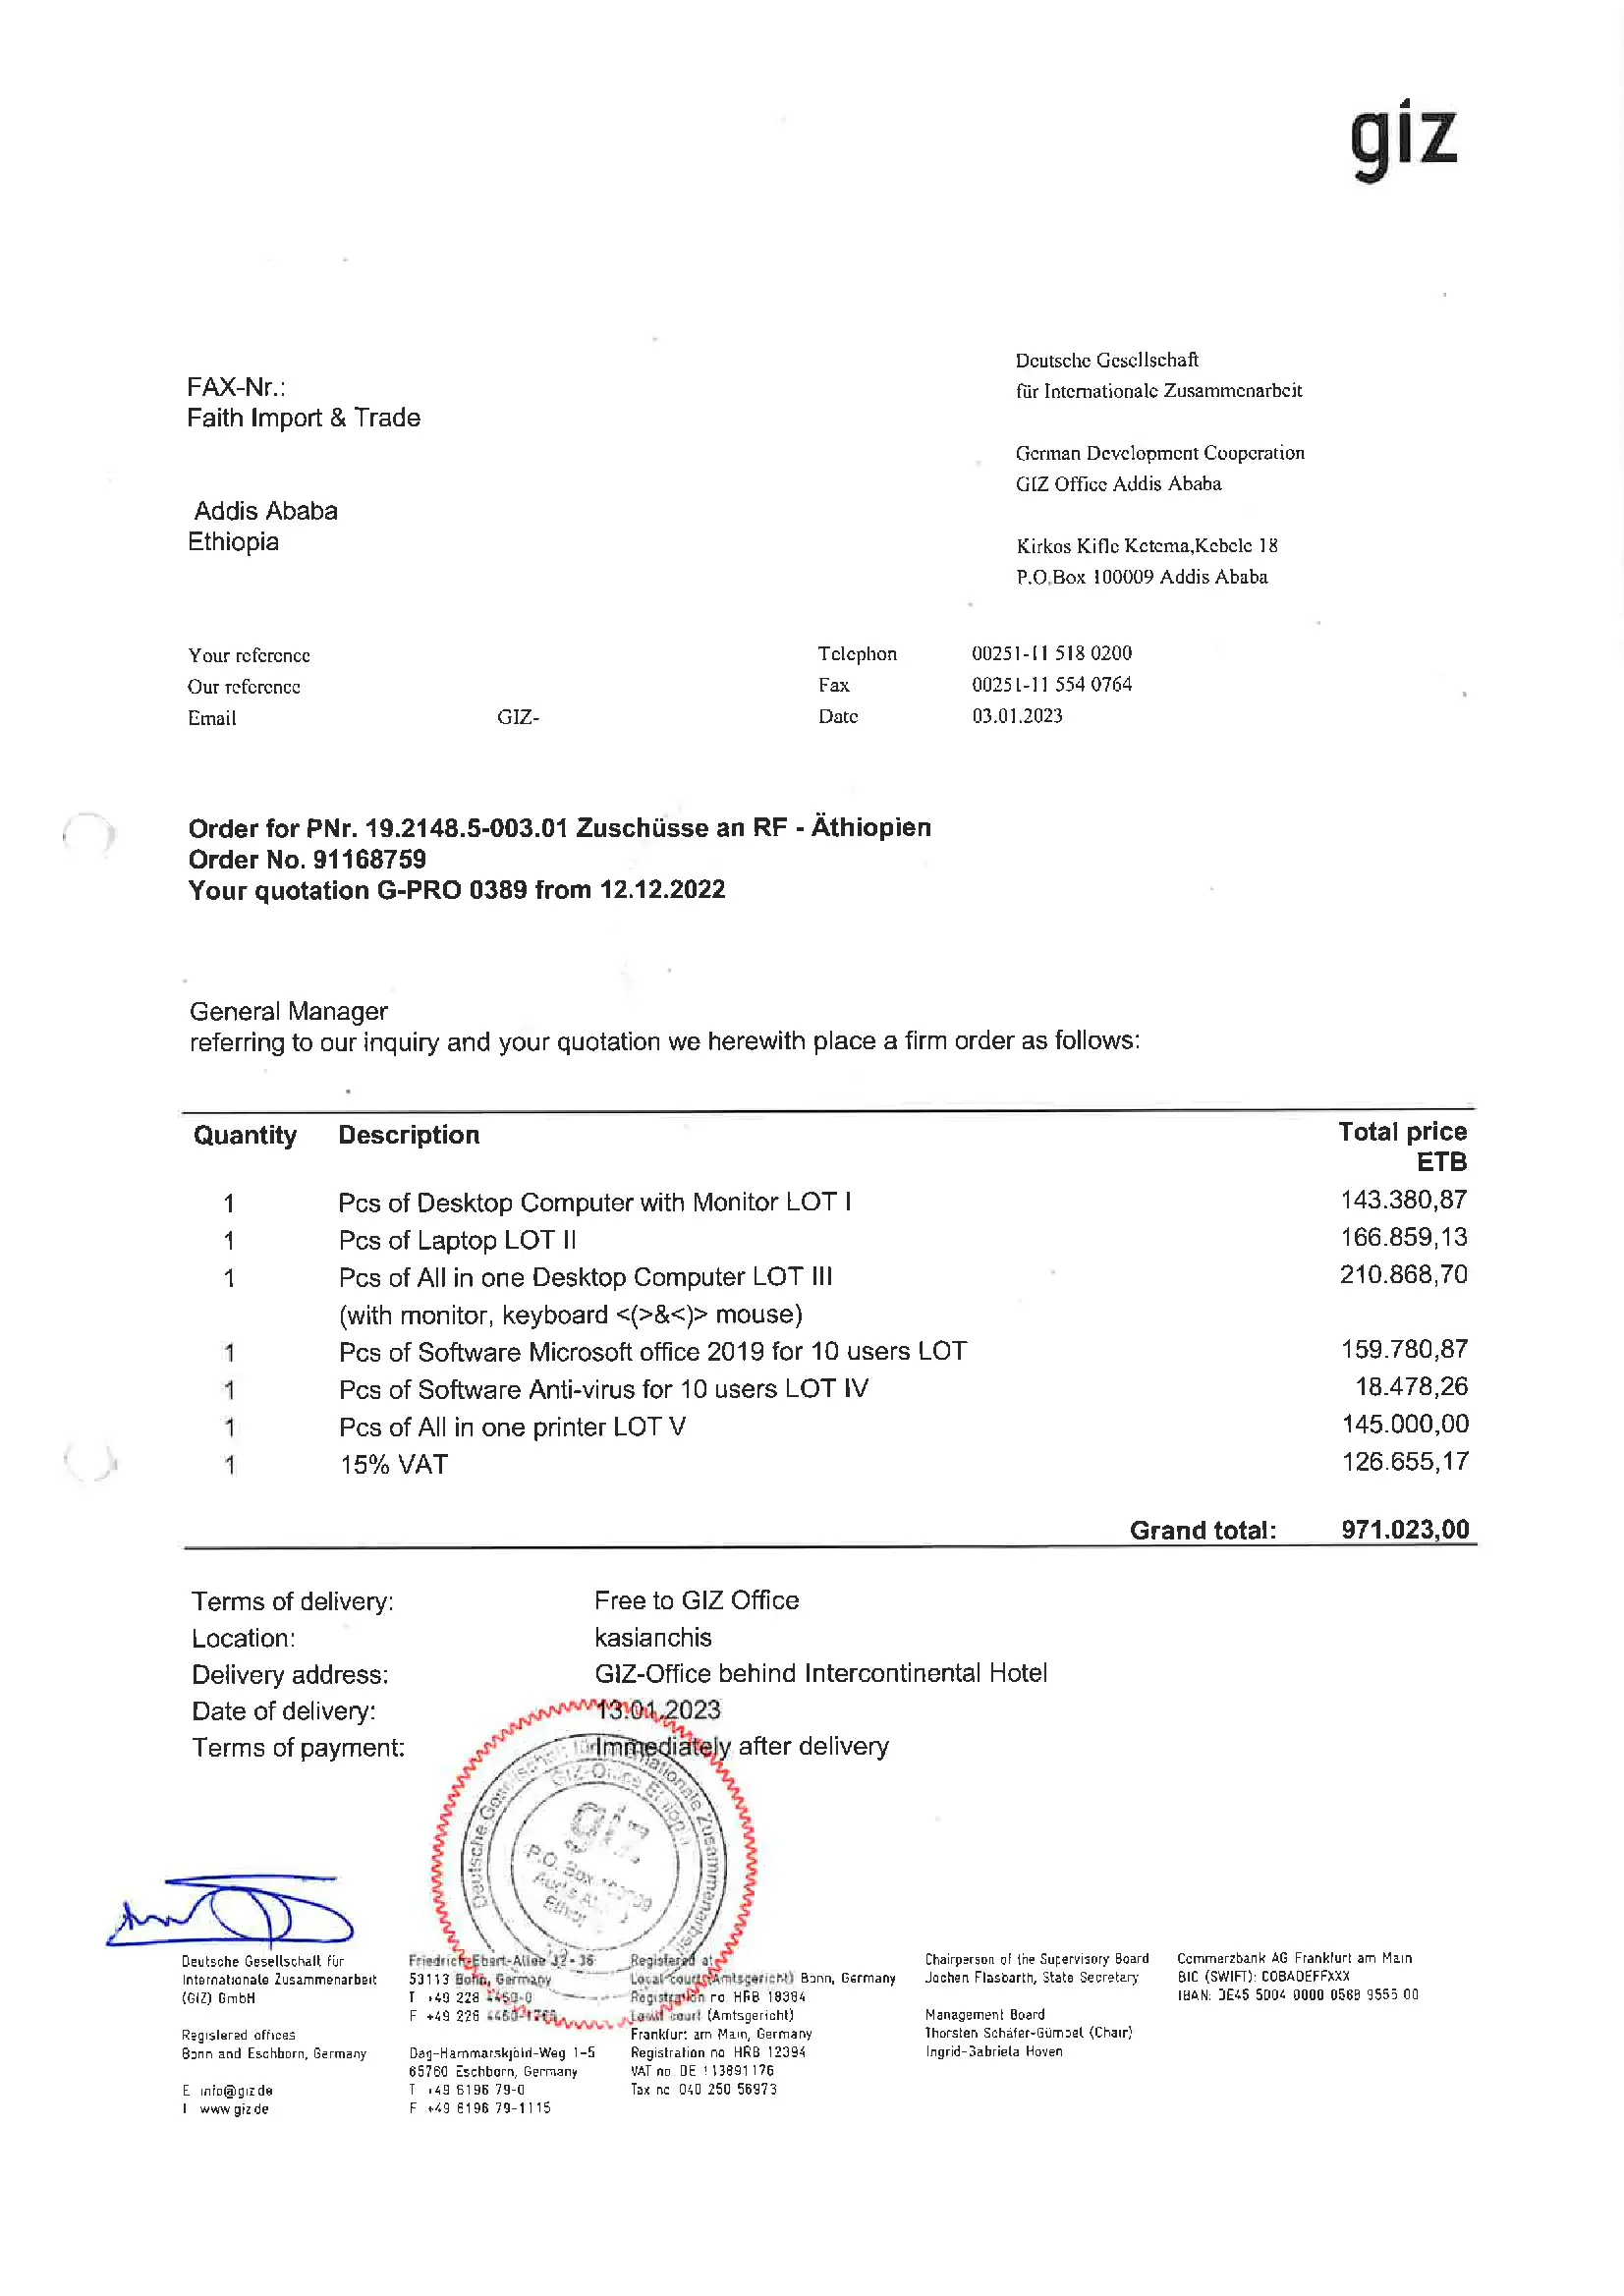 giz
FAX-Nr.:
Faith Import & Trade
Addis Ababa
Ethiopia
Deutsche Gesellschaft
für Internationale Zusammenarbeit
German Development Cooperation
GIZ Office Addis Ababa
Kirkos Kifle Ketema,Kebele 18
P.O.Box 100009 Addis Ababa
Your reference
Our reference
Email GIZ-
Telephon 00251-11 518 0200
Fax 00251-11 554 0764
Date 03.01.2023
Order for PNr. 19.2148.5-003.01 Zuschüsse an RF - Äthiopien
Order No. 91168759
Your quotation G-PRO 0389 from 12.12.2022
General Manager
referring to our inquiry and your quotation we herewith place a firm order as follows:
Quantity Description Total price
ETB
1 Pcs of Desktop Computer with Monitor LOT I 143.380,87
1 Pcs of Laptop LOT II 166.859,13
1 Pcs of All in one Desktop Computer LOT III 210.868,70
(with monitor, keyboard <(>&<)> mouse)
1 Pcs of Software Microsoft office 2019 for 10 users LOT 159.780,87
1 Pcs of Software Anti-virus for 10 users LOT IV 18.478,26
1 Pcs of All in one printer LOT V 145.000,00
1 15% VAT 126.655,17
Grand total: 971.023,00
Terms of delivery: Free to GIZ Office
Location: kasianchis
Delivery address: GIZ-Office behind Intercontinental Hotel
Date of delivery: 13.01.2023
Terms of payment: Immediately after delivery
Deutsche Gesellschaft für Internationale Zusammenarbeit
GIZ-Office Ethiopia
giz
P.O. Box
Deutsche Gesellschaft für
Internationale Zusammenarbeit
(GIZ) GmbH
Registered offices
Bonn and Eschborn, Germany
E info@giz.de
I www.giz.de
Friedrich-Ebert-Allee 32-36
53113 Bonn, Germany
T +49 228 4460-0
F +49 228 4460-1766
Dag-Hammarskjöld-Weg 1-5
65760 Eschborn, Germany
T +49 6196 79-0
F +49 6196 79-1115
Registered at
Local court (Amtsgericht) Bonn, Germany
Registration no. HRB 18384
Local court (Amtsgericht)
Frankfurt am Main, Germany
Registration no. HRB 12394
VAT no. DE 113891176
Tax no 040 250 56973
Chairperson of the Supervisory Board
Jochen Flasbarth, State Secretary
Management Board
Thorsten Schäfer-Gümbel (Chair)
Ingrid-Gabriela Hoven
Commerzbank AG Frankfurt am Main
BIC (SWIFT): COBADEFFXXX
IBAN: DE45 5004 0000 0588 9555 00